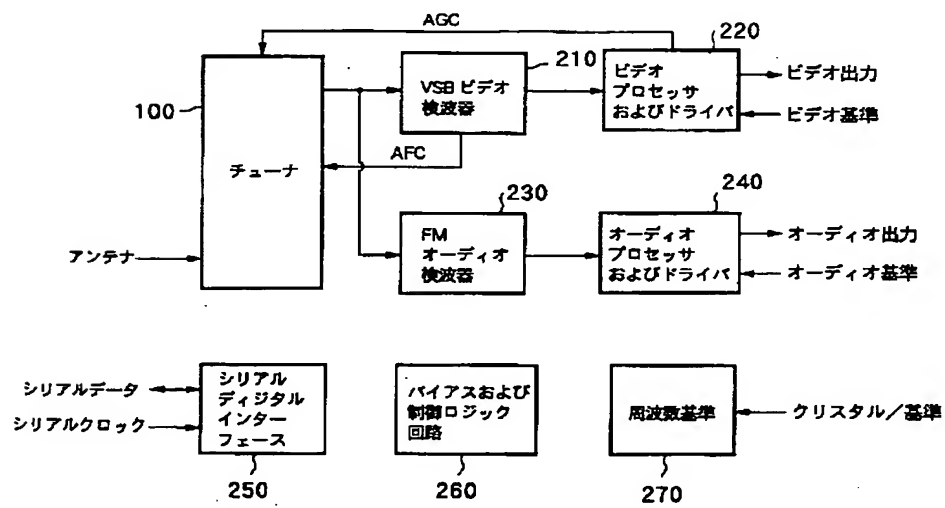 AGC
220
210
ビデオ
プロセッサ
およびドライバ
ビデオ出力
ビデオ基準
VSB ビデオ
検波器
100
チューナ
AFC
230
240
FM
オーディオ
検波器
オーディオ
プロセッサ
およびドライバ
オーディオ出力
オーディオ基準
アンテナ
シリアルデータ
シリアルクロック
シリアル
ディジタル
インター
フェース
バイアスおよび
制御ロジック
回路
周波数基準
クリスタル／基準
250
260
270